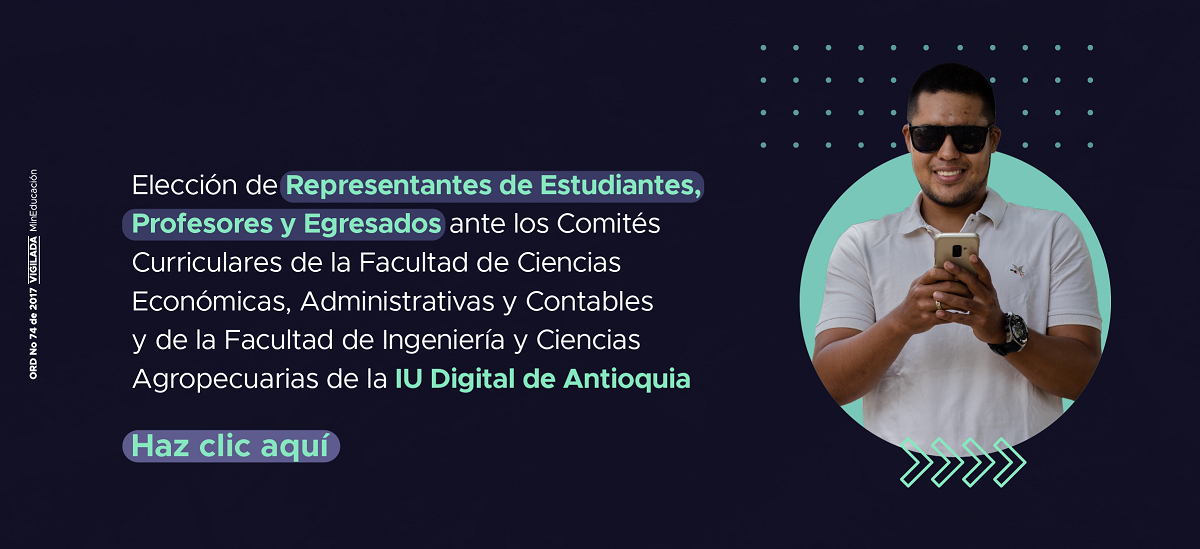 ORD No 74 de 2017 VIGILADA MinEducación
Elección de Representantes de Estudiantes,
Profesores y Egresados ante los Comités
Curriculares de la Facultad de Ciencias
Económicas, Administrativas y Contables
y de la Facultad de Ingeniería y Ciencias
Agropecuarias de la IU Digital de Antioquia
Haz clic aquí